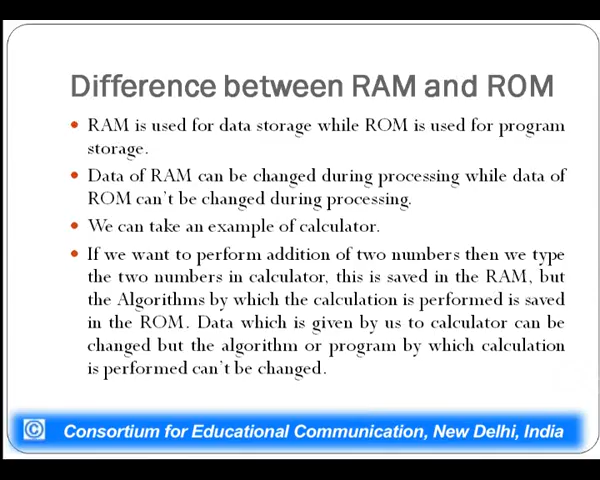 Difference between RAM and ROM
• RAM is used for data storage while ROM is used for program
storage.
• Data of RAM can be changed during processing while data of
ROM can't be changed during processing.
• We can take an example of calculator.
• If we want to perform addition of two numbers then we type
the two numbers in calculator, this is saved in the RAM, but
the Algorithms by which the calculation is performed is saved
in the ROM. Data which is given by us to calculator can be
changed but the algorithm or program by which calculation
is performed can't be changed.
© Consortium for Educational Communication, New Delhi, India